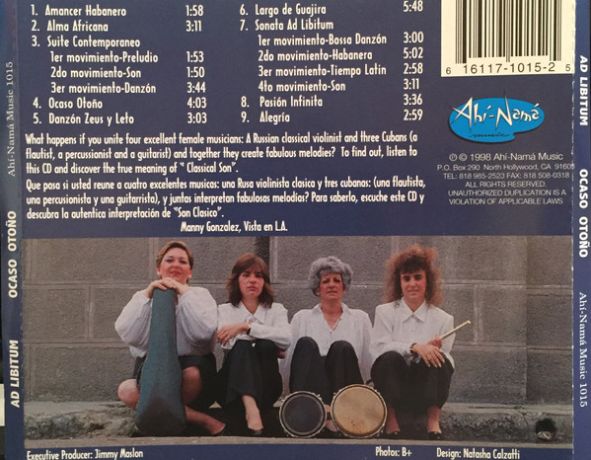 1. Amancer Habanero 1:58
2. Alma Africana 3:11
3. Suite Contemporaneo
1er movimiento-Preludio 1:53
2do movimiento-Son 1:50
3er movimiento-Danzón 3:44
4. Ocaso Otoño 4:03
5. Danzón Zeus y Leto 3:03
6. Largo de Guajira 5:48
7. Sonata Ad Libitum
1er movimiento-Bossa Danzón 3:00
2do movimiento-Habanera 5:02
3er movimiento-Tiempo Latin 2:58
4to movimiento-Son 3:11
8. Pasión Infinita 3:36
9. Alegría 2:59
What happens if you unite four excellent female musicians: A Russian classical violinist and three Cubans (a
flautist, a percussionist and a guitarist) and together they create fabulous melodies? To find out, listen to
this CD and discover the true meaning of " Classical Son".
Que pasa si usted reune a cuatro excelentes musicas: una Rusa violinista clasica y tres cubanas: (una flautista,
una percusionista y una guitarrista), y juntas interpretan fabulosas melodias? Para saberlo, escuche este CD y
descubra la autentica interpretación de "Son Clasico".
Manny Gonzalez, Vista en L.A.
6 16117-1015-2 5
Ahí-Namá
℗ © 1998 Ahí-Namá Music
P.O. Box 290 North Hollywood, CA
TEL: 818 985-2523 FAX: 818 508-0318
ALL RIGHTS RESERVED.
UNAUTHORIZED DUPLICATION IS A
VIOLATION OF APPLICABLE LAWS
AD LIBITUM OCASO OTOÑO Ahí-Namá Music 1015
AD LIBITUM OCASO OTOÑO Ahí-Namá Music 1015
Executive Producer: Jimmy Maslon Photos: B+ Design: Natasha Calzatti